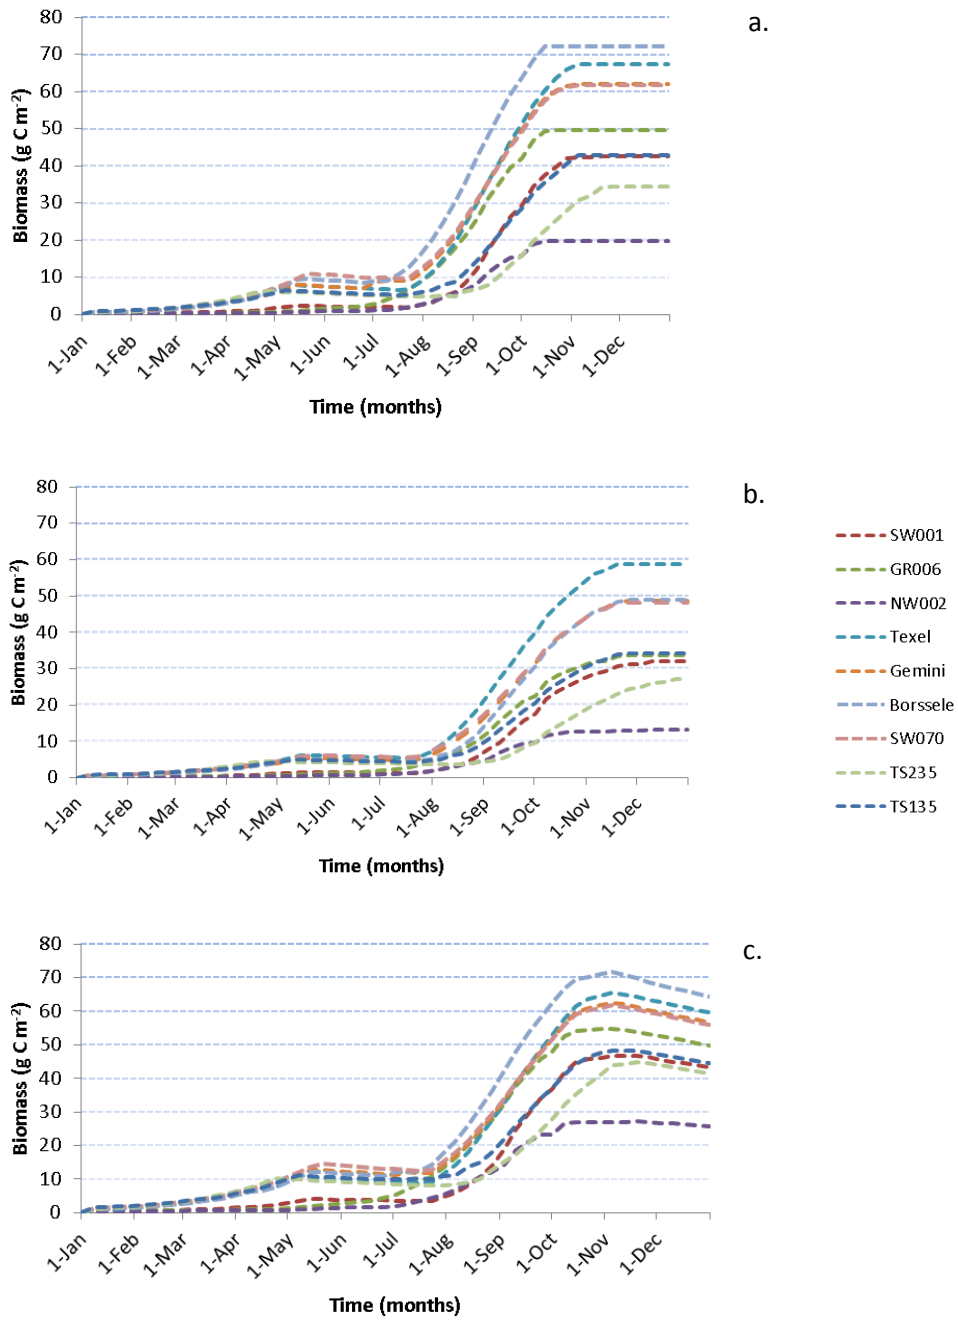 a.
80
70
60
50
40
30
20
10
0
Biomass (g C m⁻²)
1-Jan 1-Feb 1-Mar 1-Apr 1-May 1-Jun 1-Jul 1-Aug 1-Sep 1-Oct 1-Nov 1-Dec
Time (months)
b.
80
70
60
50
40
30
20
10
0
Biomass (g C m⁻²)
1-Jan 1-Feb 1-Mar 1-Apr 1-May 1-Jun 1-Jul 1-Aug 1-Sep 1-Oct 1-Nov 1-Dec
Time (months)
SW001
GR006
NW002
Texel
Gemini
Borssele
SW070
TS235
TS135
c.
80
70
60
50
40
30
20
10
0
Biomass (g C m⁻²)
1-Jan 1-Feb 1-Mar 1-Apr 1-May 1-Jun 1-Jul 1-Aug 1-Sep 1-Oct 1-Nov 1-Dec
Time (months)